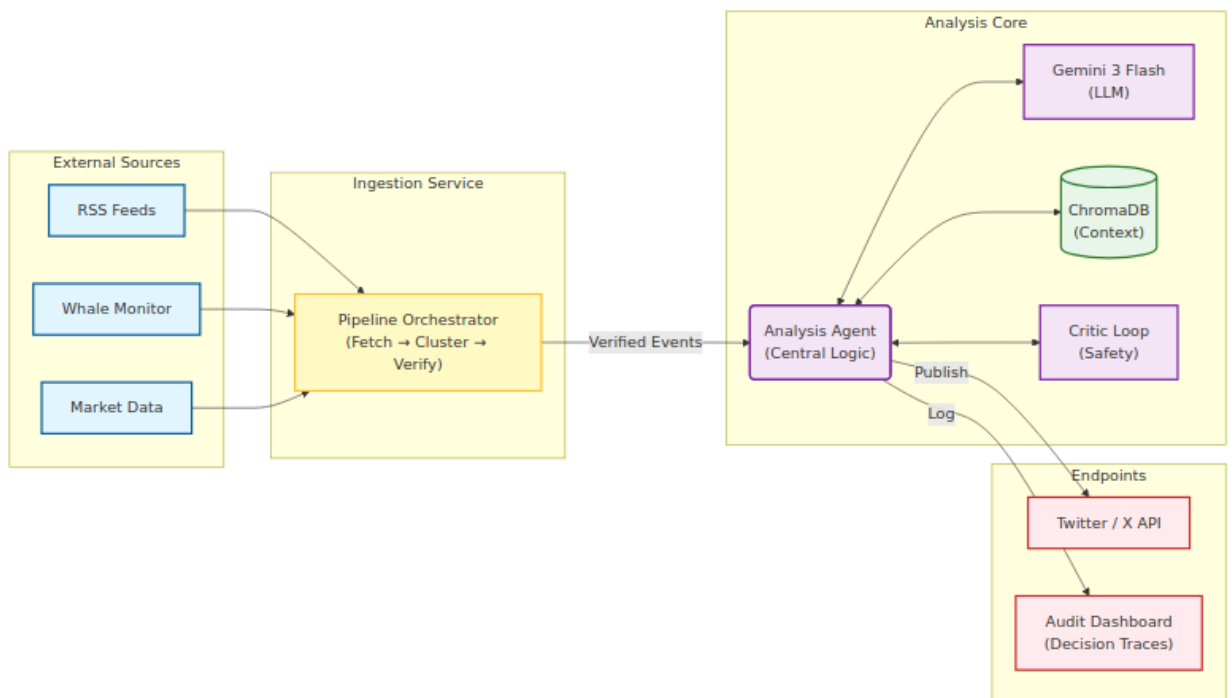 External Sources
RSS Feeds
Whale Monitor
Market Data
Ingestion Service
Pipeline Orchestrator
(Fetch → Cluster →
Verify)
Verified Events
Analysis Core
Gemini 3 Flash
(LLM)
ChromaDB
(Context)
Analysis Agent
(Central Logic)
Critic Loop
(Safety)
Publish
Log
Endpoints
Twitter / X API
Audit Dashboard
(Decision Traces)